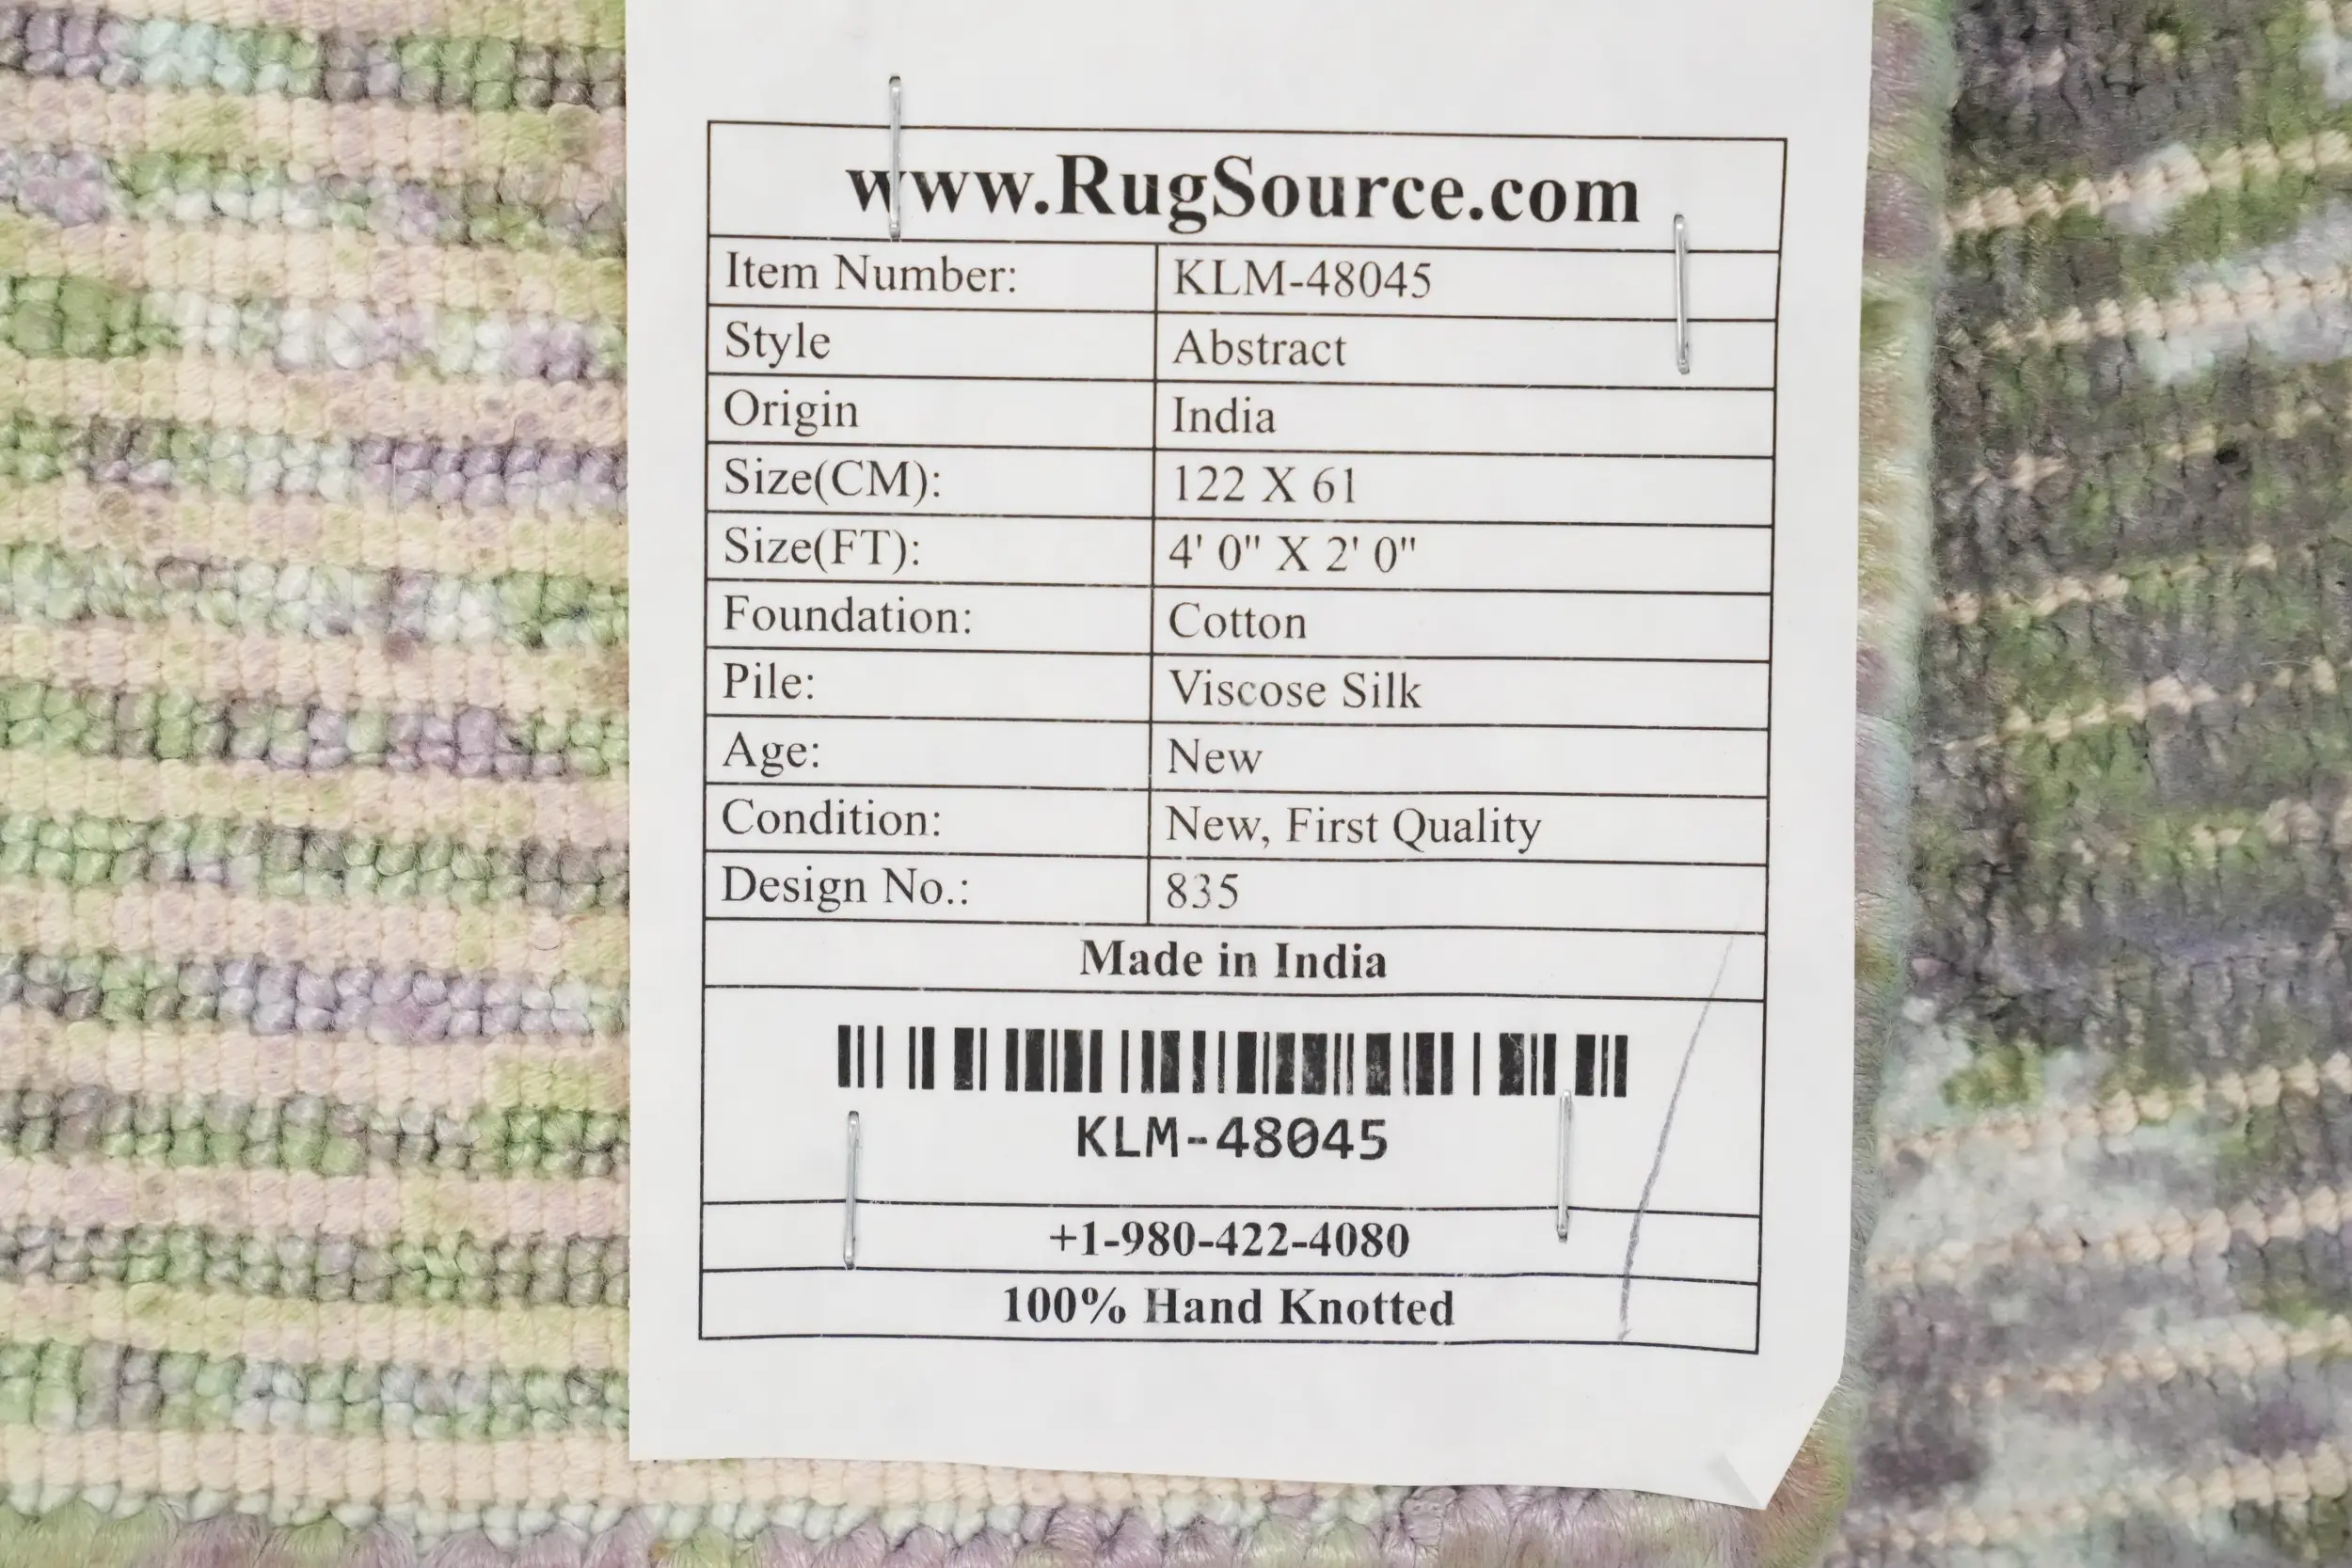 www.RugSource.com
Item Number: KLM-48045
Style Abstract
Origin India
Size(CM): 122 X 61
Size(FT): 4' 0" X 2' 0"
Foundation: Cotton
Pile: Viscose Silk
Age: New
Condition: New, First Quality
Design No.: 835
Made in India
KLM-48045
+1-980-422-4080
100% Hand Knotted